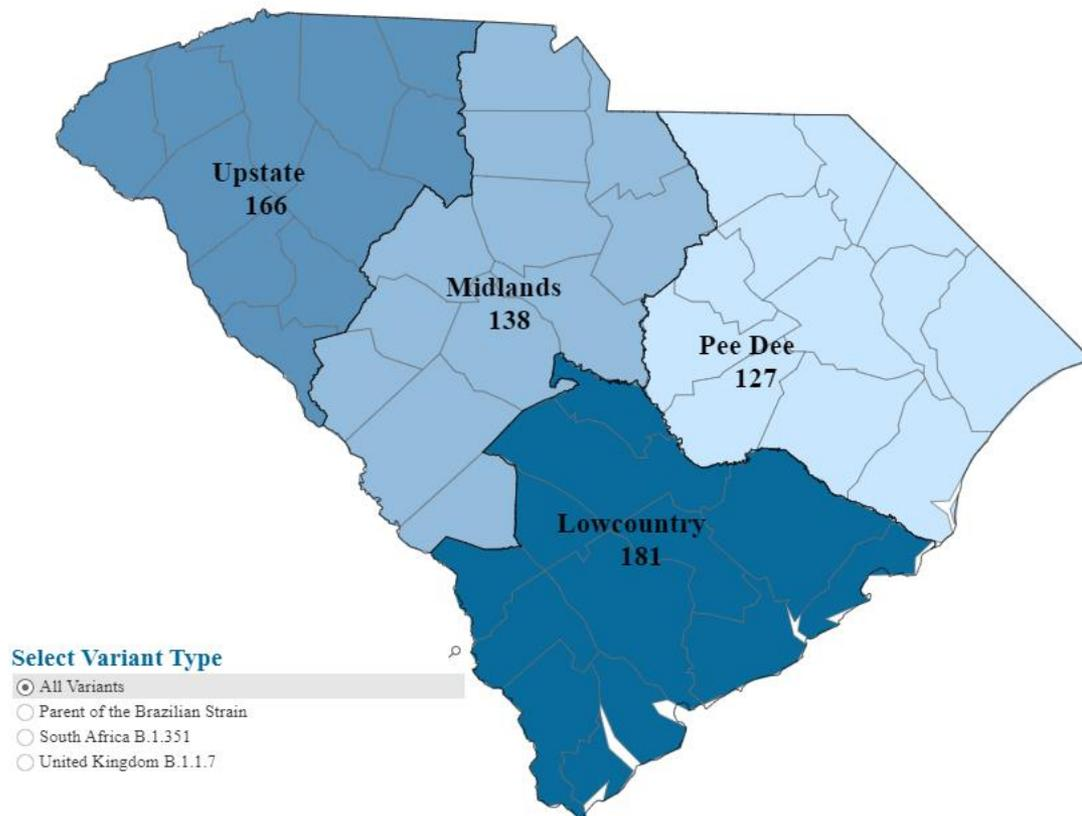 Upstate
166
Midlands
138
Pee Dee
127
Lowcountry
181
Select Variant Type
All Variants
Parent of the Brazilian Strain
South Africa B.1.351
United Kingdom B.1.1.7